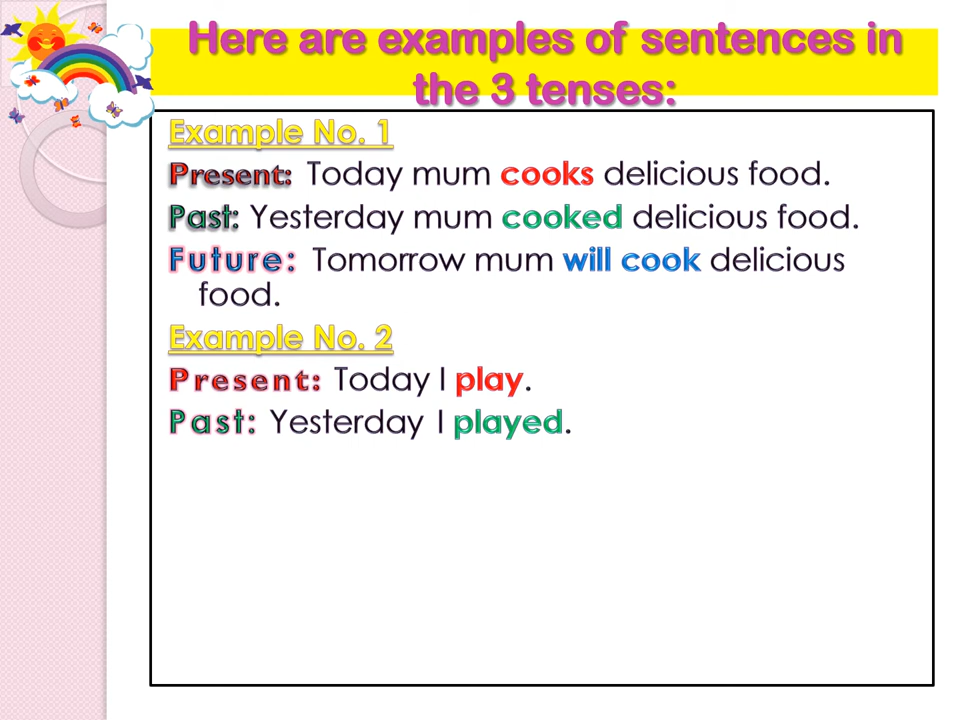 Here are examples of sentences in
the 3 tenses:
Example No. 1
Present: Today mum cooks delicious food.
Past: Yesterday mum cooked delicious food.
Future: Tomorrow mum will cook delicious
food.
Example No. 2
Present: Today I play.
Past: Yesterday I played.